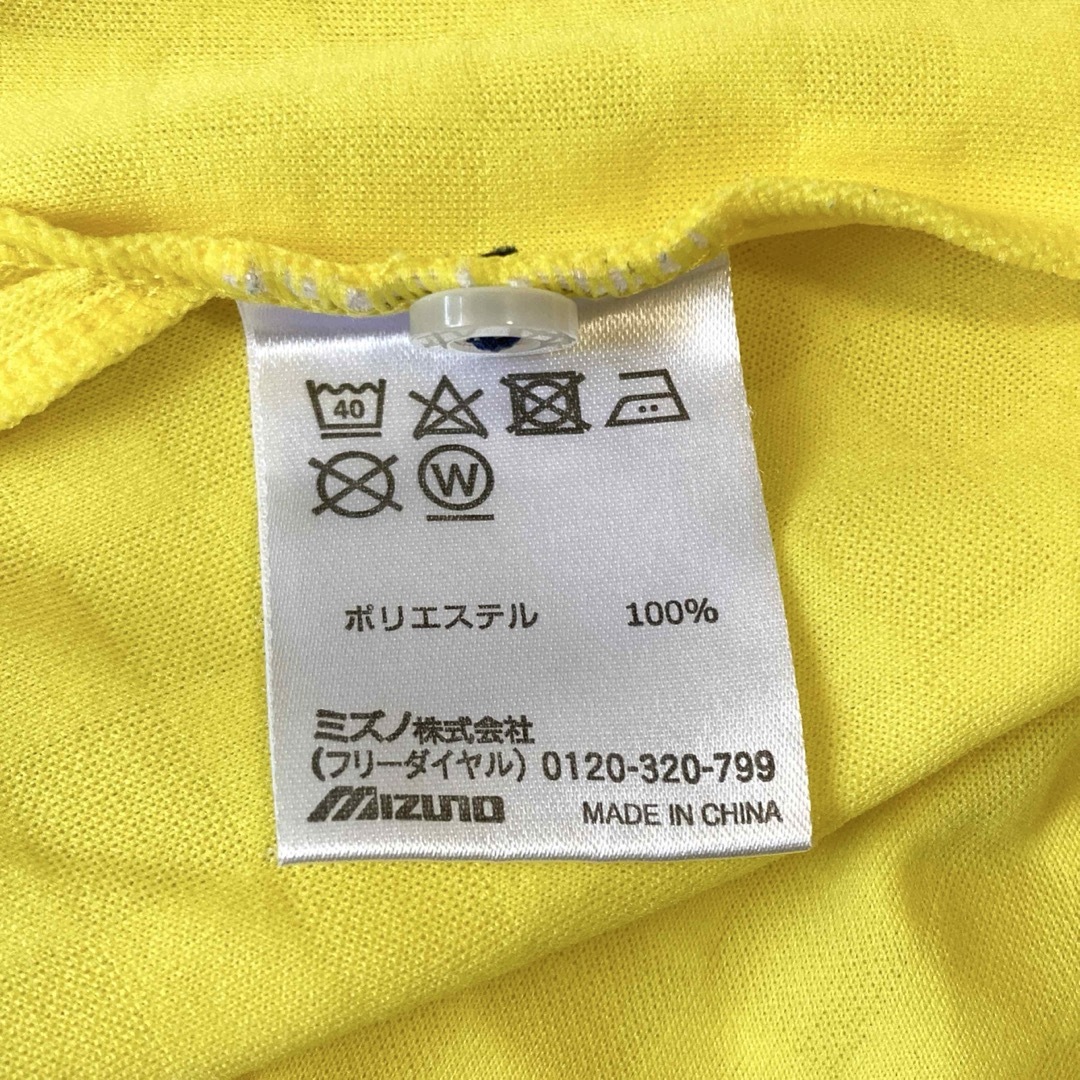 40
W
ポリエステル 100%
ミズノ株式会社
(フリーダイヤル) 0120-320-799
MIZUNO MADE IN CHINA